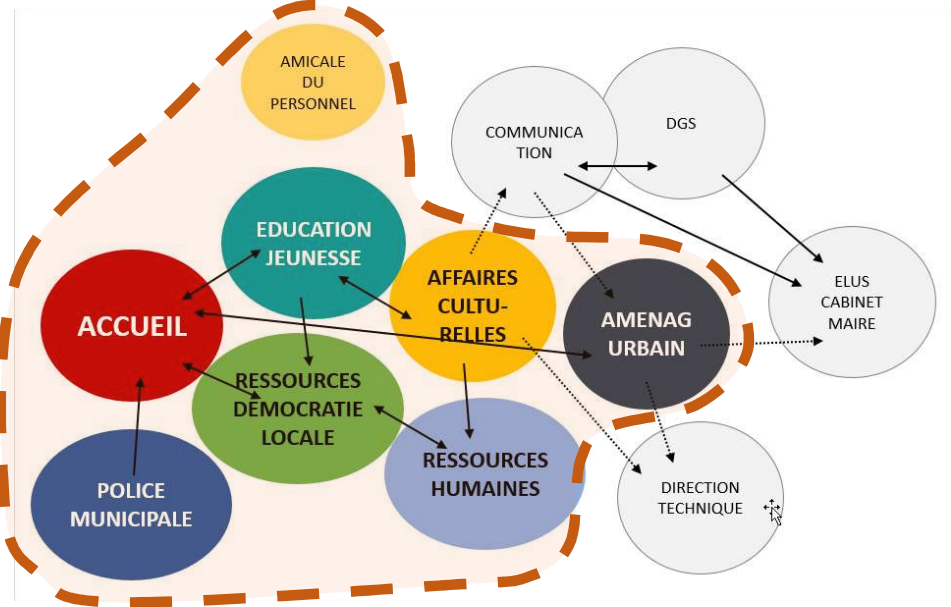 AMICALE
DU
PERSONNEL
COMMUNICA
TION
DGS
EDUCATION
JEUNESSE
AFFAIRES
CULTU-
RELLES
ELUS
CABINET
MAIRE
ACCUEIL
AMENAG
URBAIN
RESSOURCES
DEMOCRATIE
LOCALE
RESSOURCES
HUMAINES
POLICE
MUNICIPALE
DIRECTION
TECHNIQUE